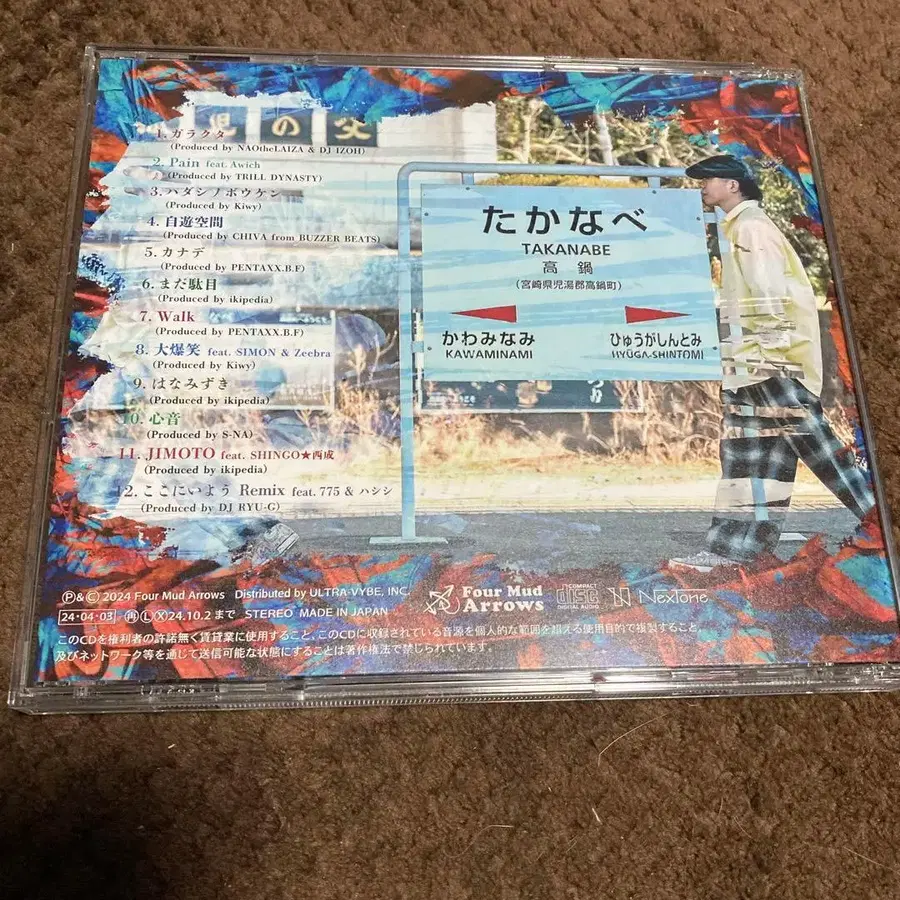 児の父
1. ガラクタ
(Produced by NAOtheLAIZA & DJ IZOH)
2. Pain feat. Awich
(Produced by TRILL DYNASTY)
3. ハダシノボウケン
(Produced by Kiwy)
4. 自遊空間
(Produced by CHIVA from BUZZER BEATS)
5. カナデ
(Produced by PENTAXX.B.F)
6. まだ駄目
(Produced by ikipedia)
7. Walk
(Produced by PENTAXX.B.F)
8. 大爆笑 feat. SIMON & Zeebra
(Produced by Kiwy)
9. はなみずき
(Produced by ikipedia)
10. 心音
(Produced by S-NA)
11. JIMOTO feat. SHINGO★西成
(Produced by ikipedia)
12. ここにいよう Remix feat. 775 & ハシシ
(Produced by DJ RYU-G)
たかなべ
TAKANABE
高鍋
(宮崎県児湯郡高鍋町)
かわみなみ ひゅうがしんとみ
KAWAMINAMI HYŪGA-SHINTOMI
Ⓟ&Ⓒ 2024 Four Mud Arrows Distributed by ULTRA-VYBE, INC.
24・04・03 再 Ⓛ Ⓧ 24.10.2 まで STEREO MADE IN JAPAN
Four Mud
Arrows
COMPACT
disc
DIGITAL AUDIO
NexTone
このCDを権利者の許諾無く賃貸業に使用すること、このCDに収録されている音源を個人的な範囲を超える使用目的で複製すること、
及びネットワーク等を通じて送信可能な状態にすることは著作権法で禁じられています。